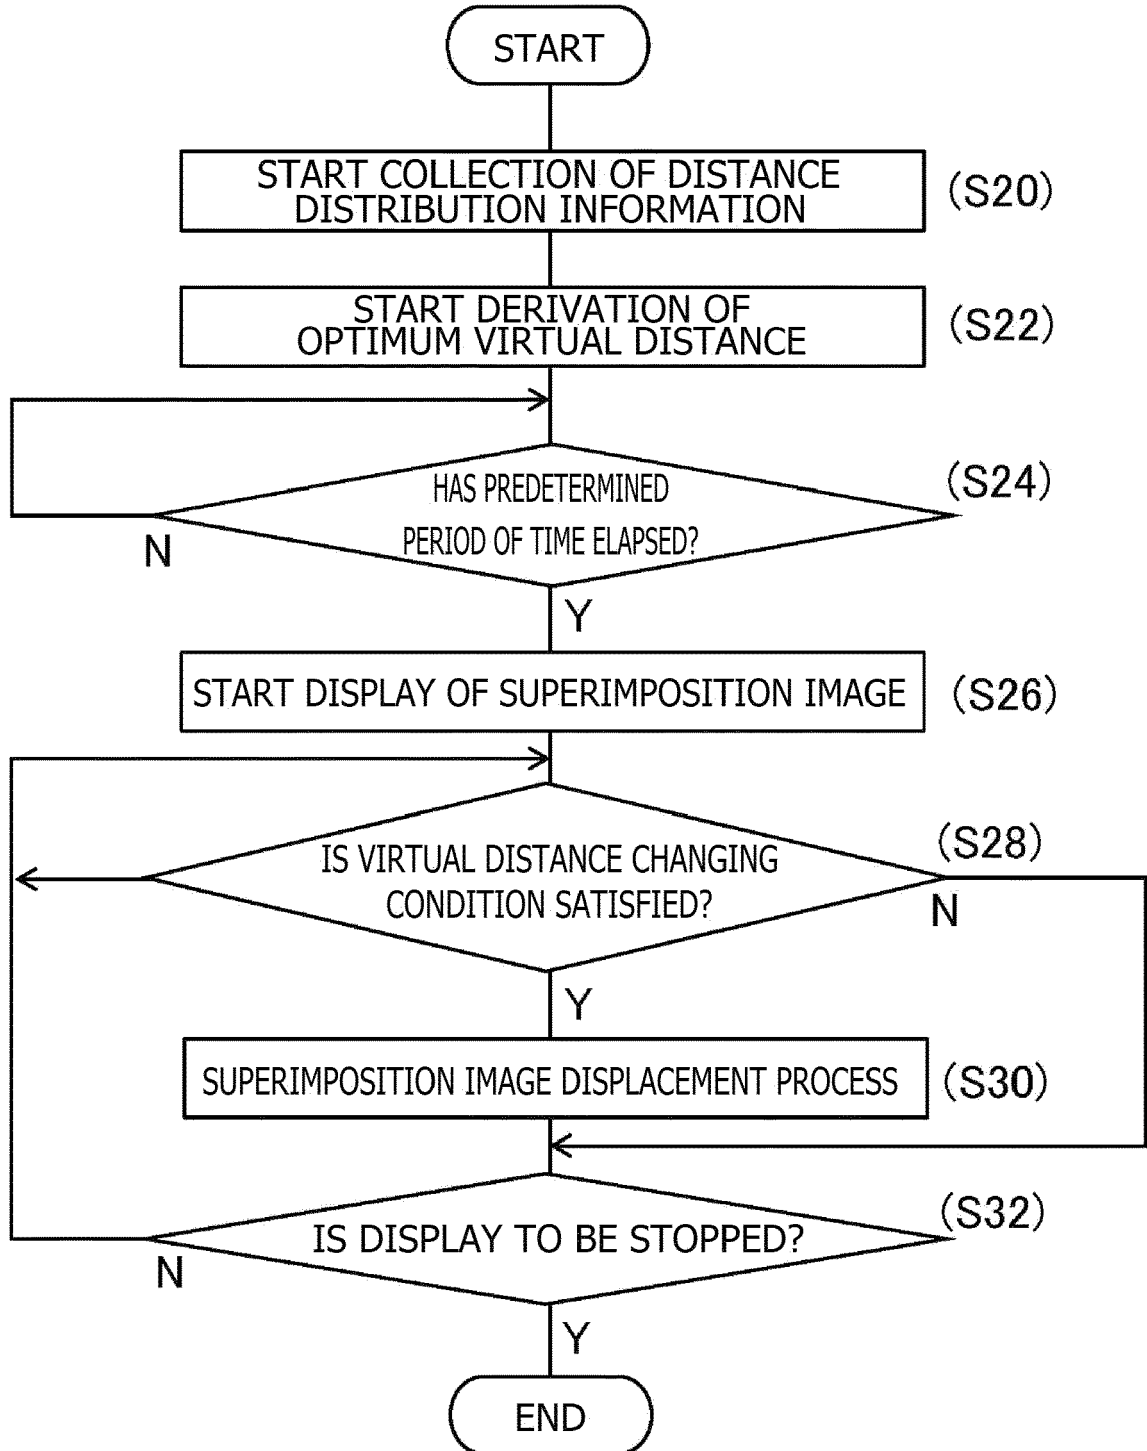 START
START COLLECTION OF DISTANCE
DISTRIBUTION INFORMATION
(S20)
START DERIVATION OF
OPTIMUM VIRTUAL DISTANCE
(S22)
HAS PREDETERMINED
PERIOD OF TIME ELAPSED?
(S24)
N
Y
START DISPLAY OF SUPERIMPOSITION IMAGE
(S26)
IS VIRTUAL DISTANCE CHANGING
CONDITION SATISFIED?
(S28)
N
Y
SUPERIMPOSITION IMAGE DISPLACEMENT PROCESS
(S30)
IS DISPLAY TO BE STOPPED?
(S32)
N
Y
END